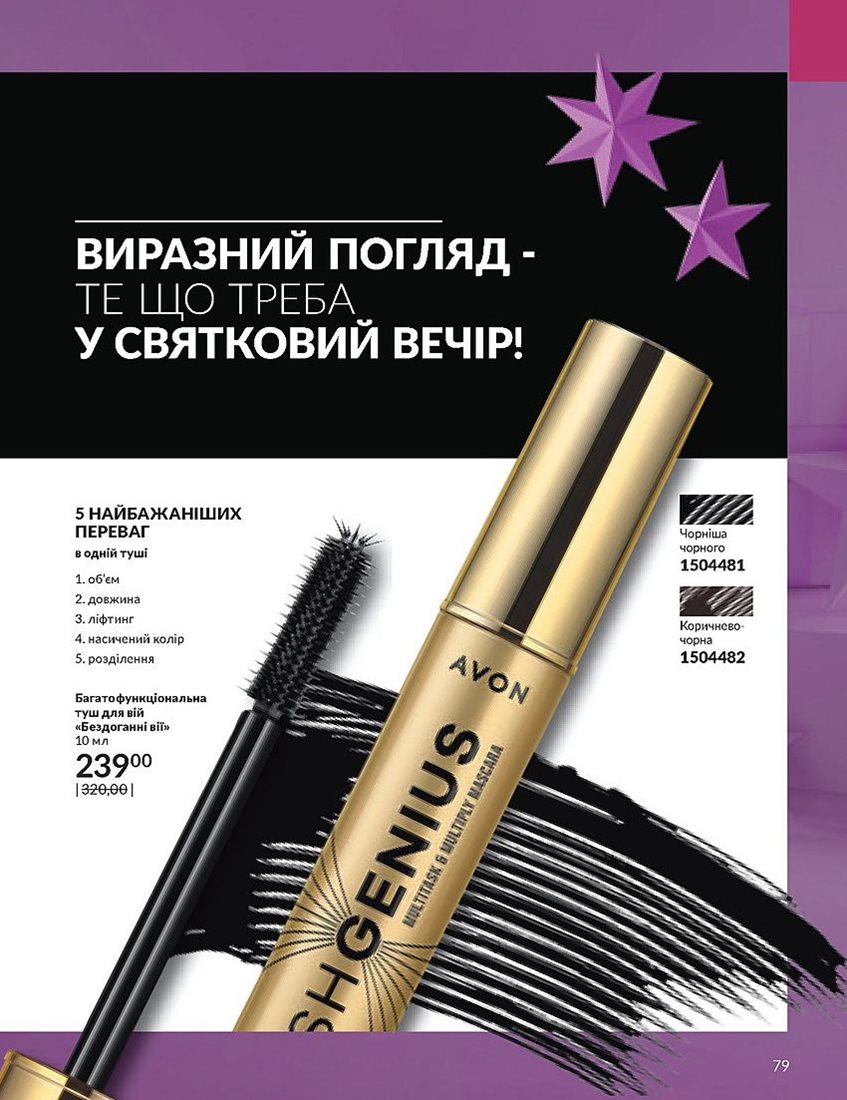 ВИРАЗНИЙ ПОГЛЯД -
ТЕ ЩО ТРЕБА
У СВЯТКОВИЙ ВЕЧІР!
5 НАЙБАЖАНІШИХ
ПЕРЕВАГ
в одній туші
1. об'єм
2. довжина
3. ліфтинг
4. насичений колір
5. розділення
Багатофункціональна
туш для вій
«Бездоганні вії»
10 мл
239⁰⁰
|320,00|
Чорніша
чорного
1504481
Коричнево-
чорна
1504482
AVON
SHGENIUS
MULTITASK & MULTIPLY MASCARA
79